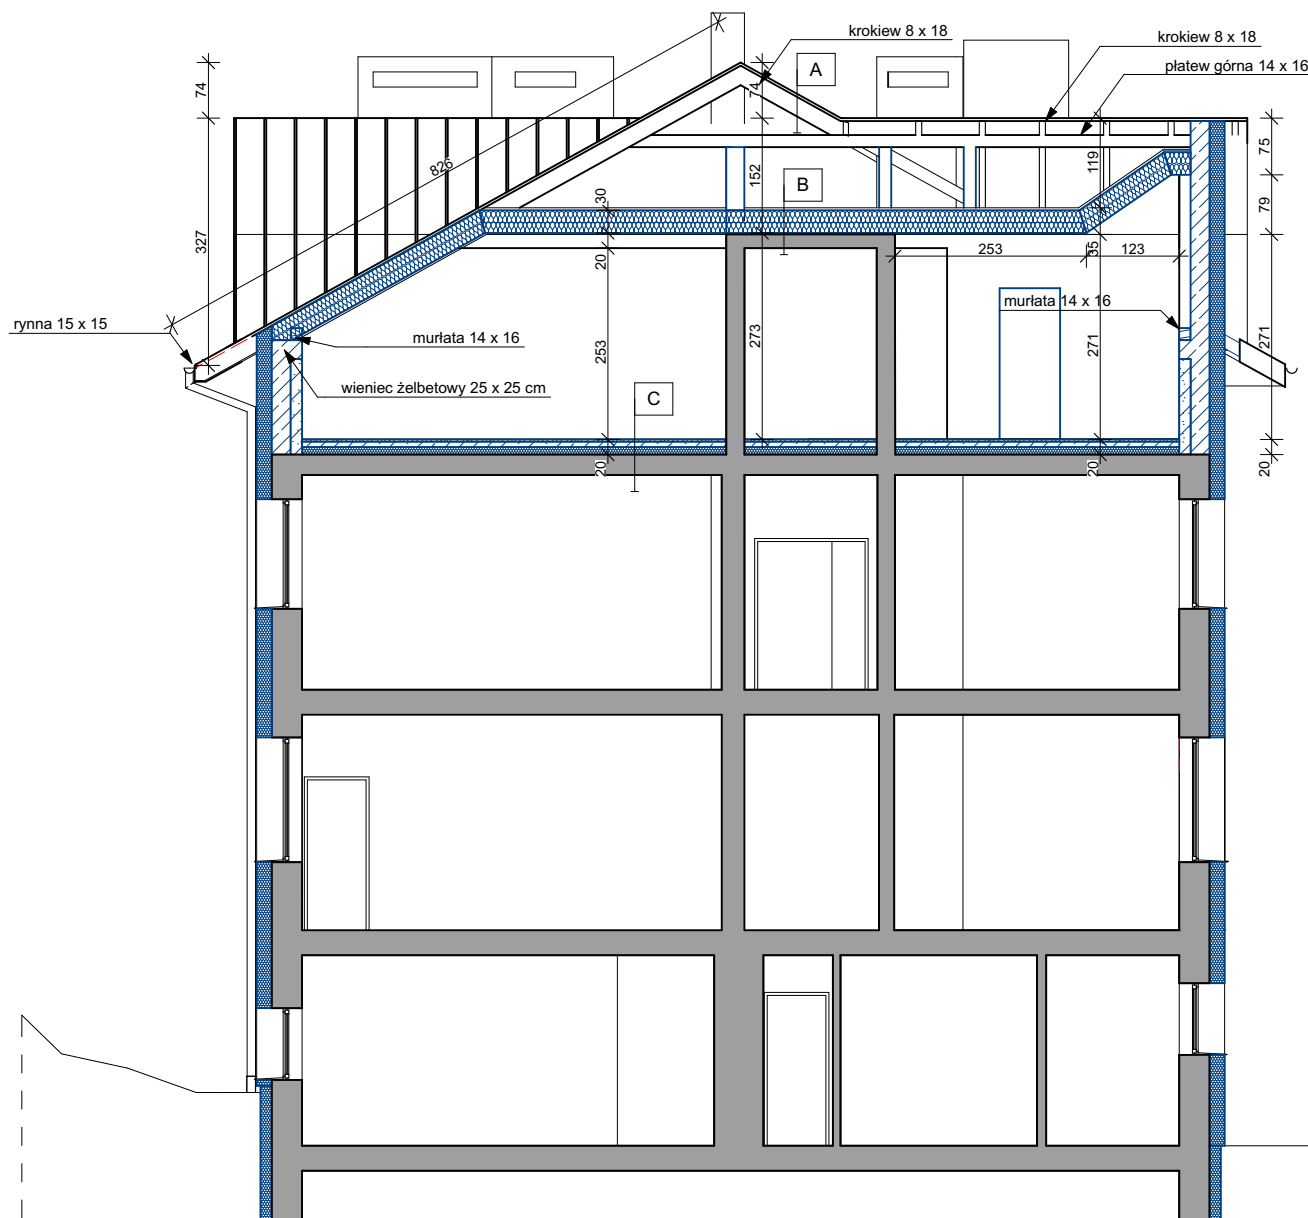 krokiew 8 x 18
krokiew 8 x 18
płatew górna 14 x 16
A
74
74
826
327
152
30
119
75
B
79
20
253
35
123
rynna 15 x 15
murłata 14 x 16
murłata 14 x 16
253
273
271
271
wieniec żelbetowy 25 x 25 cm
C
20
20
20